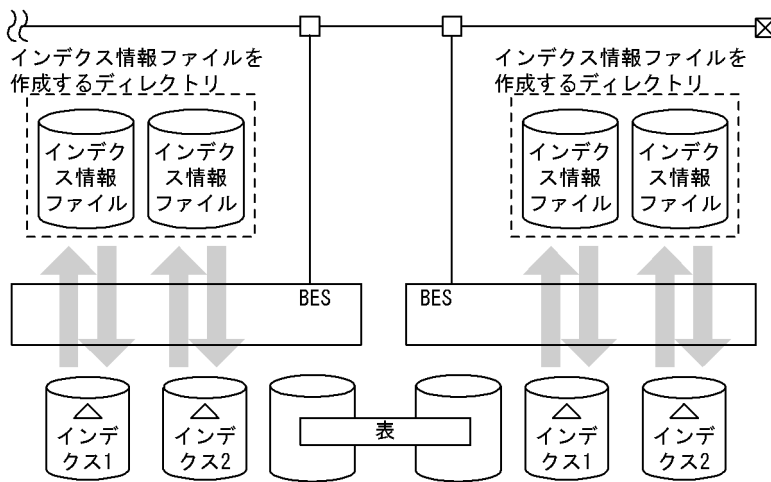 インデクス情報ファイルを
作成するディレクトリ
インデク
ス情報
ファイル
インデク
ス情報
ファイル
インデクス情報ファイルを
作成するディレクトリ
インデク
ス情報
ファイル
インデク
ス情報
ファイル
BES
BES
インデ
クス1
インデ
クス2
表
インデ
クス1
インデ
クス2